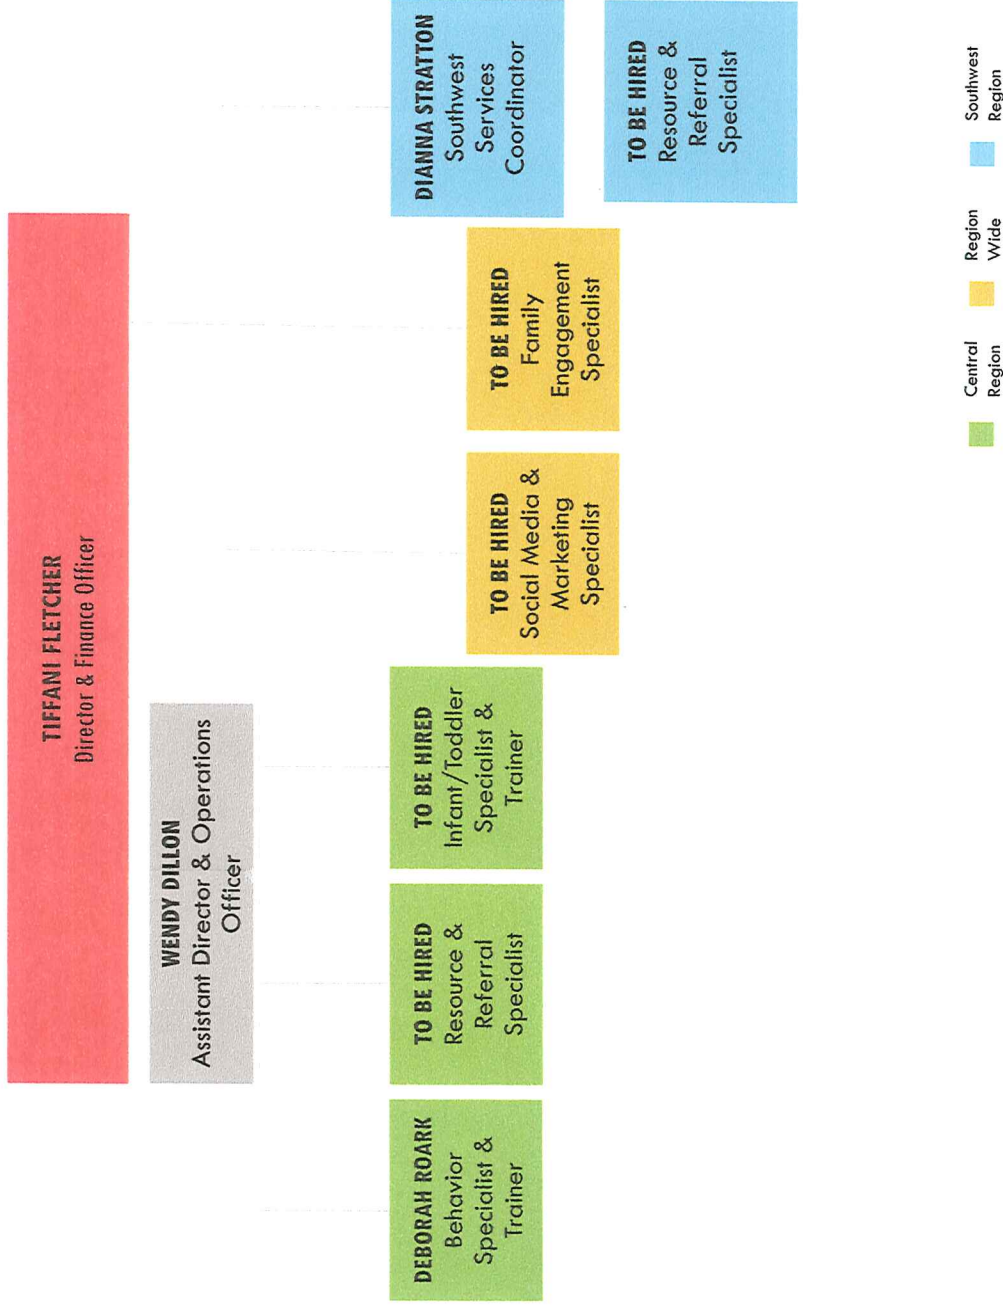 TIFFANI FLETCHER
Director & Finance Officer
WENDY DILLON
Assistant Director & Operations
Officer
DEBORAH ROARK
Behavior
Specialist &
Trainer
TO BE HIRED
Resource &
Referral
Specialist
TO BE HIRED
Infant/Toddler
Specialist &
Trainer
TO BE HIRED
Social Media &
Marketing
Specialist
TO BE HIRED
Family
Engagement
Specialist
DIANNA STRATTON
Southwest
Services
Coordinator
TO BE HIRED
Resource &
Referral
Specialist
Central
Region
Region
Wide
Southwest
Region